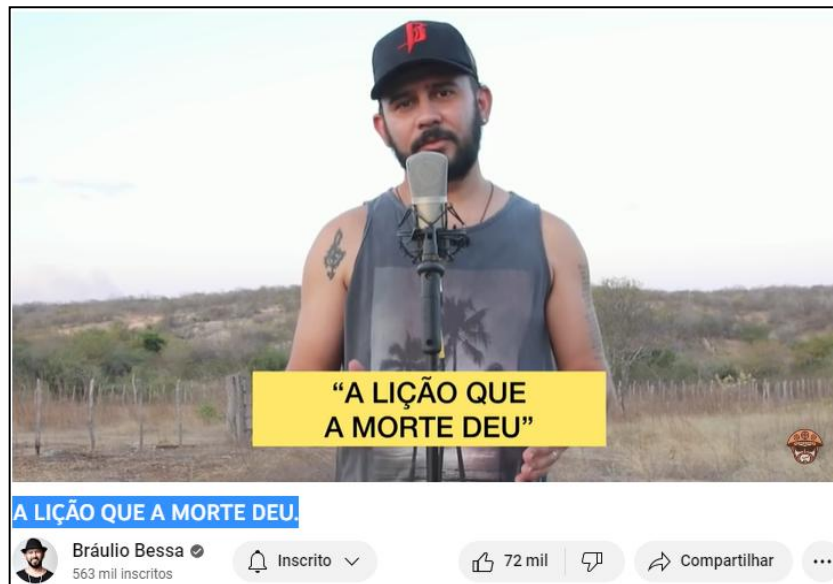 “A LIÇÃO QUE
A MORTE DEU”
A LIÇÃO QUE A MORTE DEU.
Bráulio Bessa
563 mil inscritos
Inscrito
72 mil
Compartilhar